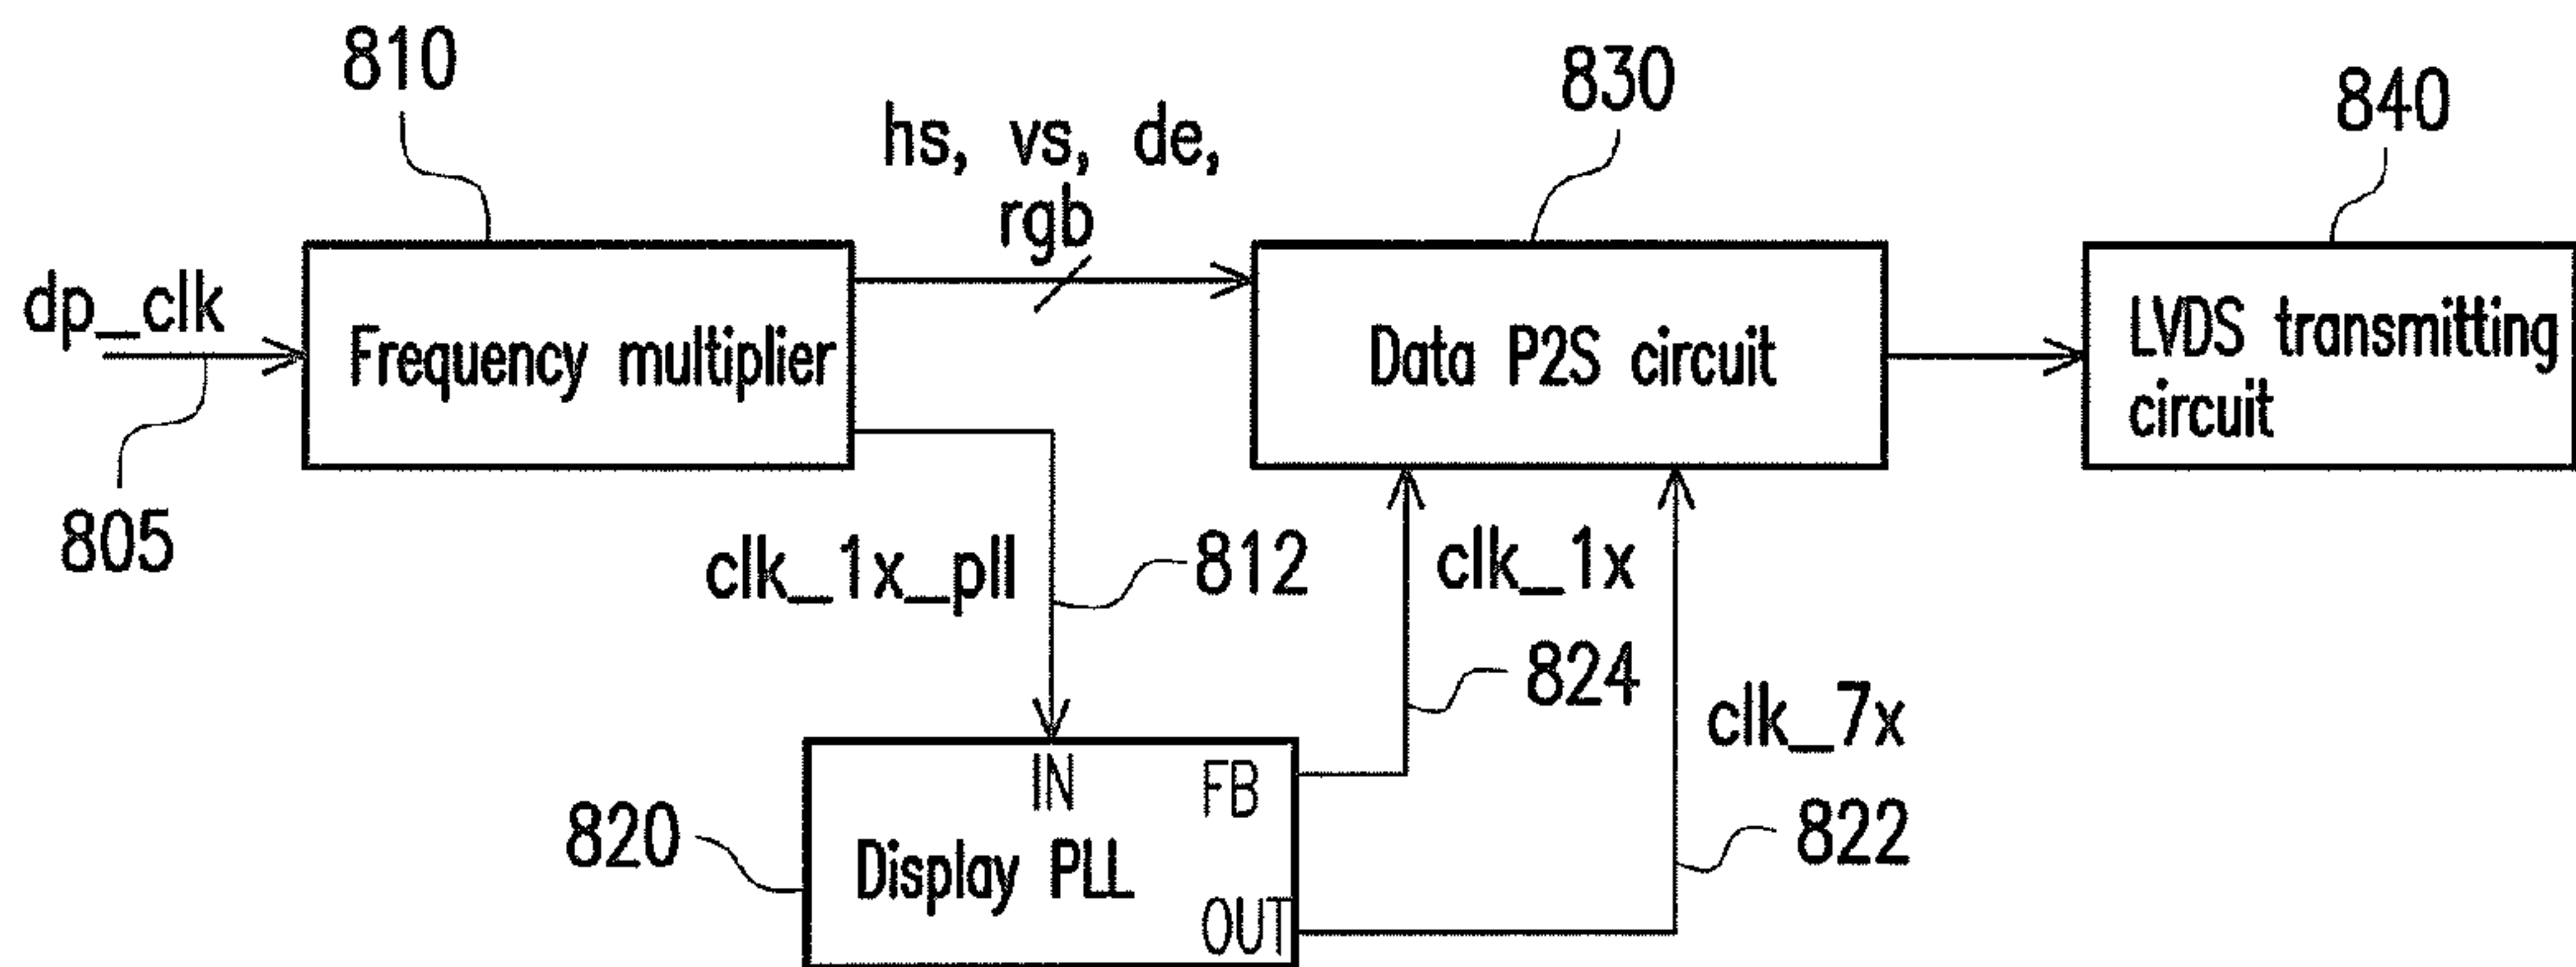 810
830
840
hs, vs, de,
rgb
dp_clk
Frequency multiplier
Data P2S circuit
LVDS transmitting
circuit
805
clk_1x_pll
812
clk_1x
824
clk_7x
822
820
IN
FB
Display PLL
OUT